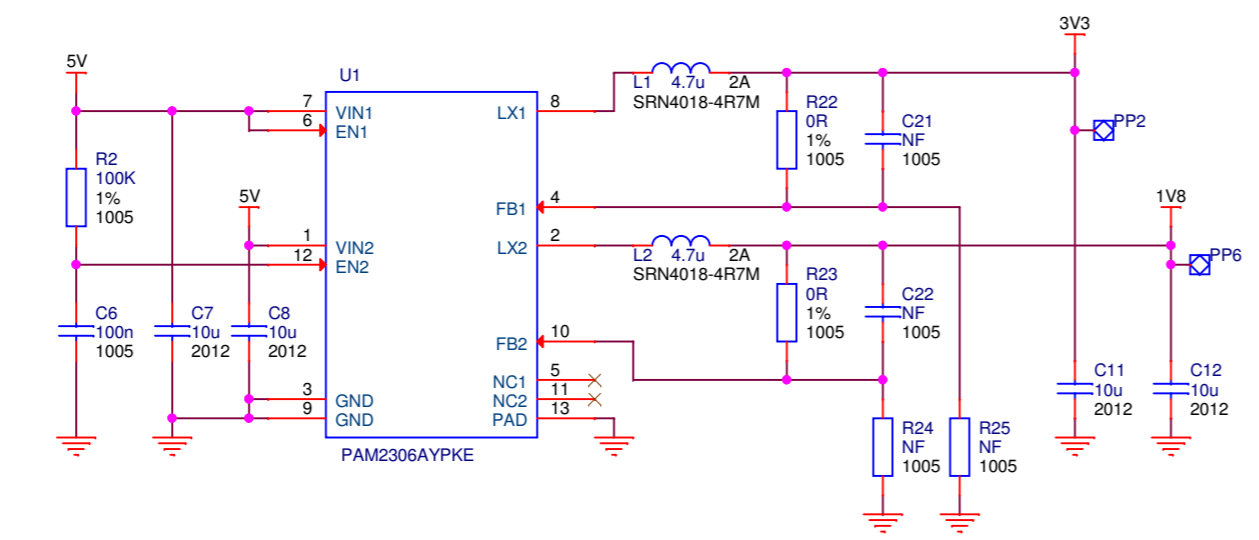 3V3
5V
U1
L1 4.7u 2A
SRN4018-4R7M
7
VIN1
6
EN1
LX1
8
R22
0R
1%
1005
C21
NF
1005
PP2
R2
100K
1%
1005
5V
4
FB1
1V8
1
VIN2
12
EN2
LX2
2
L2 4.7u 2A
SRN4018-4R7M
PP6
R23
0R
1%
1005
C22
NF
1005
C6
100n
1005
C7
10u
2012
C8
10u
2012
FB2
10
NC1
5
NC2
11
PAD
13
3
GND
9
GND
C11
10u
2012
C12
10u
2012
R24
NF
1005
R25
NF
1005
PAM2306AYPKE